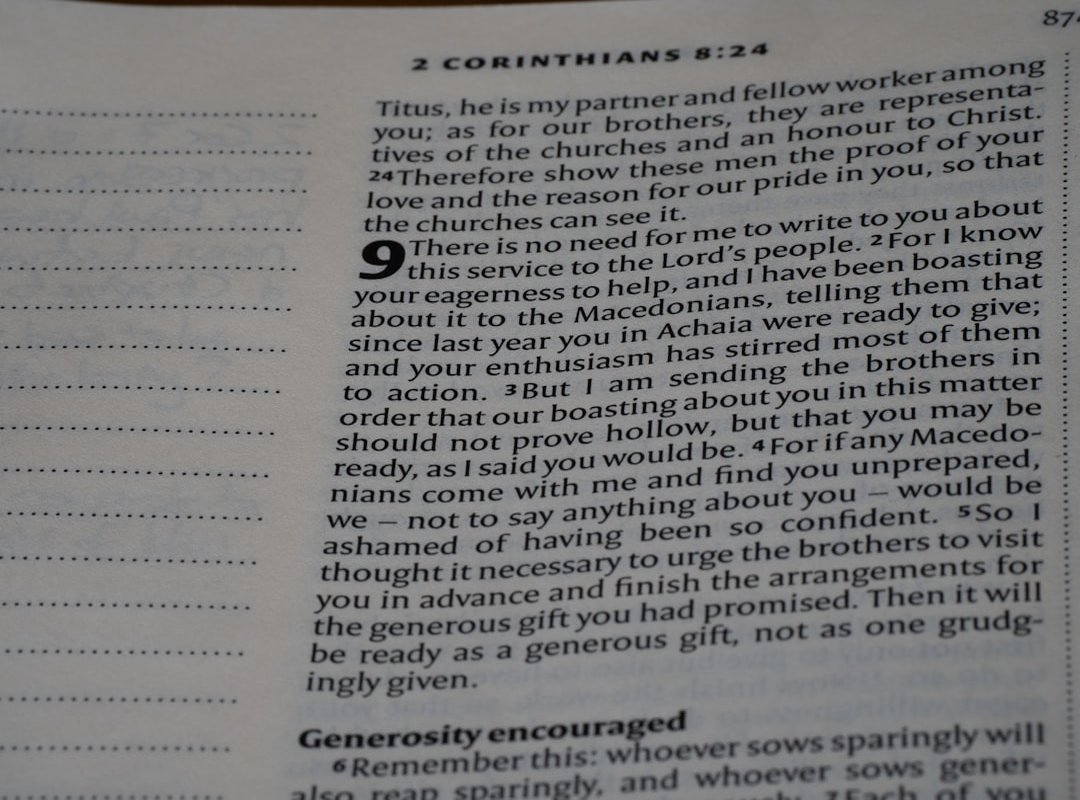 874
2 CORINTHIANS 8:24
Titus, he is my partner and fellow worker among
you; as for our brothers, they are representa-
tives of the churches and an honour to Christ.
24 Therefore show these men the proof of your
love and the reason for our pride in you, so that
the churches can see it.
9 There is no need for me to write to you about
this service to the Lord's people. 2 For I know
your eagerness to help, and I have been boasting
about it to the Macedonians, telling them that
since last year you in Achaia were ready to give;
and your enthusiasm has stirred most of them
to action. 3 But I am sending the brothers in
order that our boasting about you in this matter
should not prove hollow, but that you may be
ready, as I said you would be. 4 For if any Macedo-
nians come with me and find you unprepared,
we – not to say anything about you – would be
ashamed of having been so confident. 5 So I
thought it necessary to urge the brothers to visit
you in advance and finish the arrangements for
the generous gift you had promised. Then it will
be ready as a generous gift, not as one grudg-
ingly given.
Generosity encouraged
6 Remember this: whoever sows sparingly will
also reap sparingly, and whoever sows gener-
7 Each of you